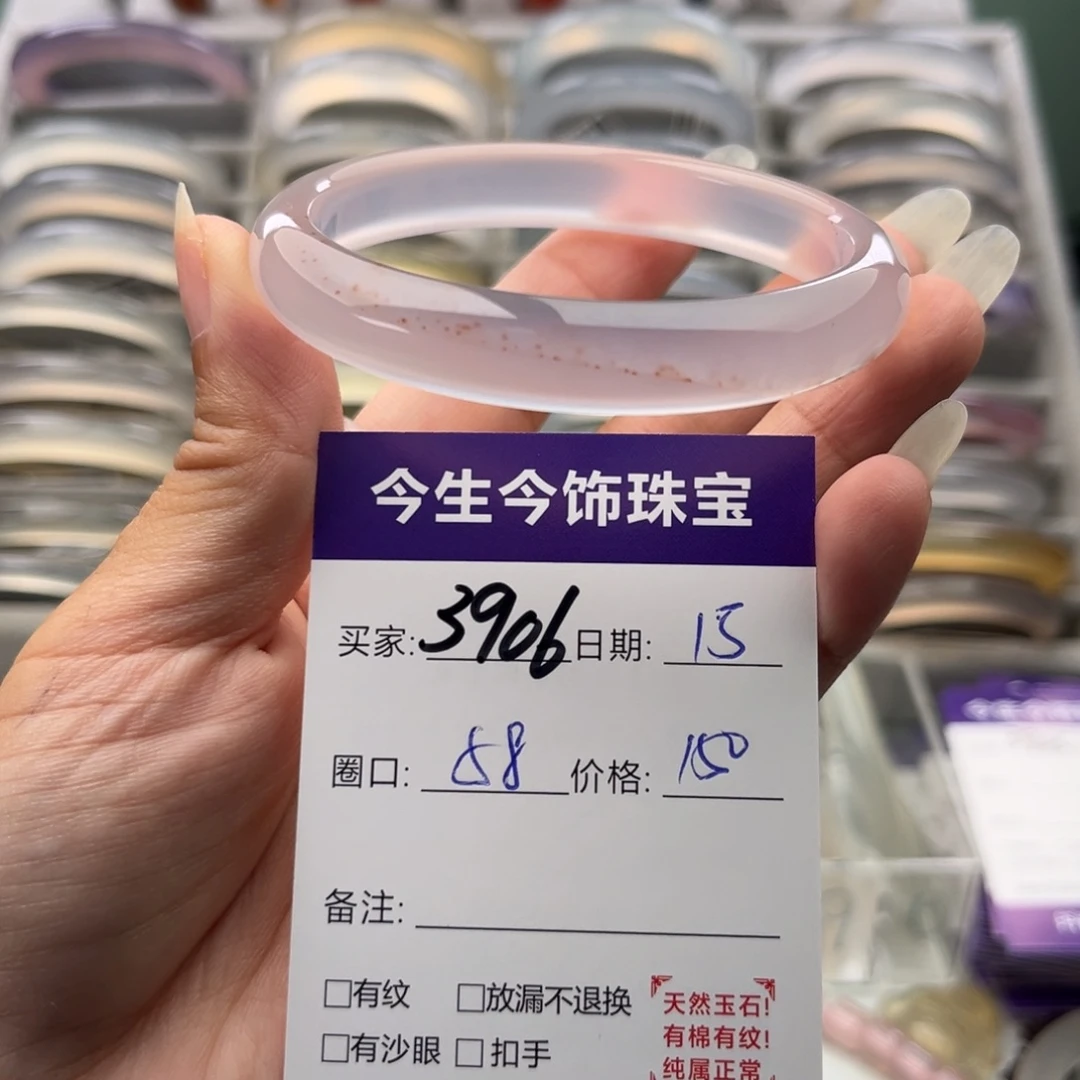 今生今饰珠宝
买家: 3906 日期: 15
圈口: 58 价格: 150
备注:
□有纹 □放漏不退换
□有沙眼 □扣手
天然玉石!
有棉有纹!
纯属正常